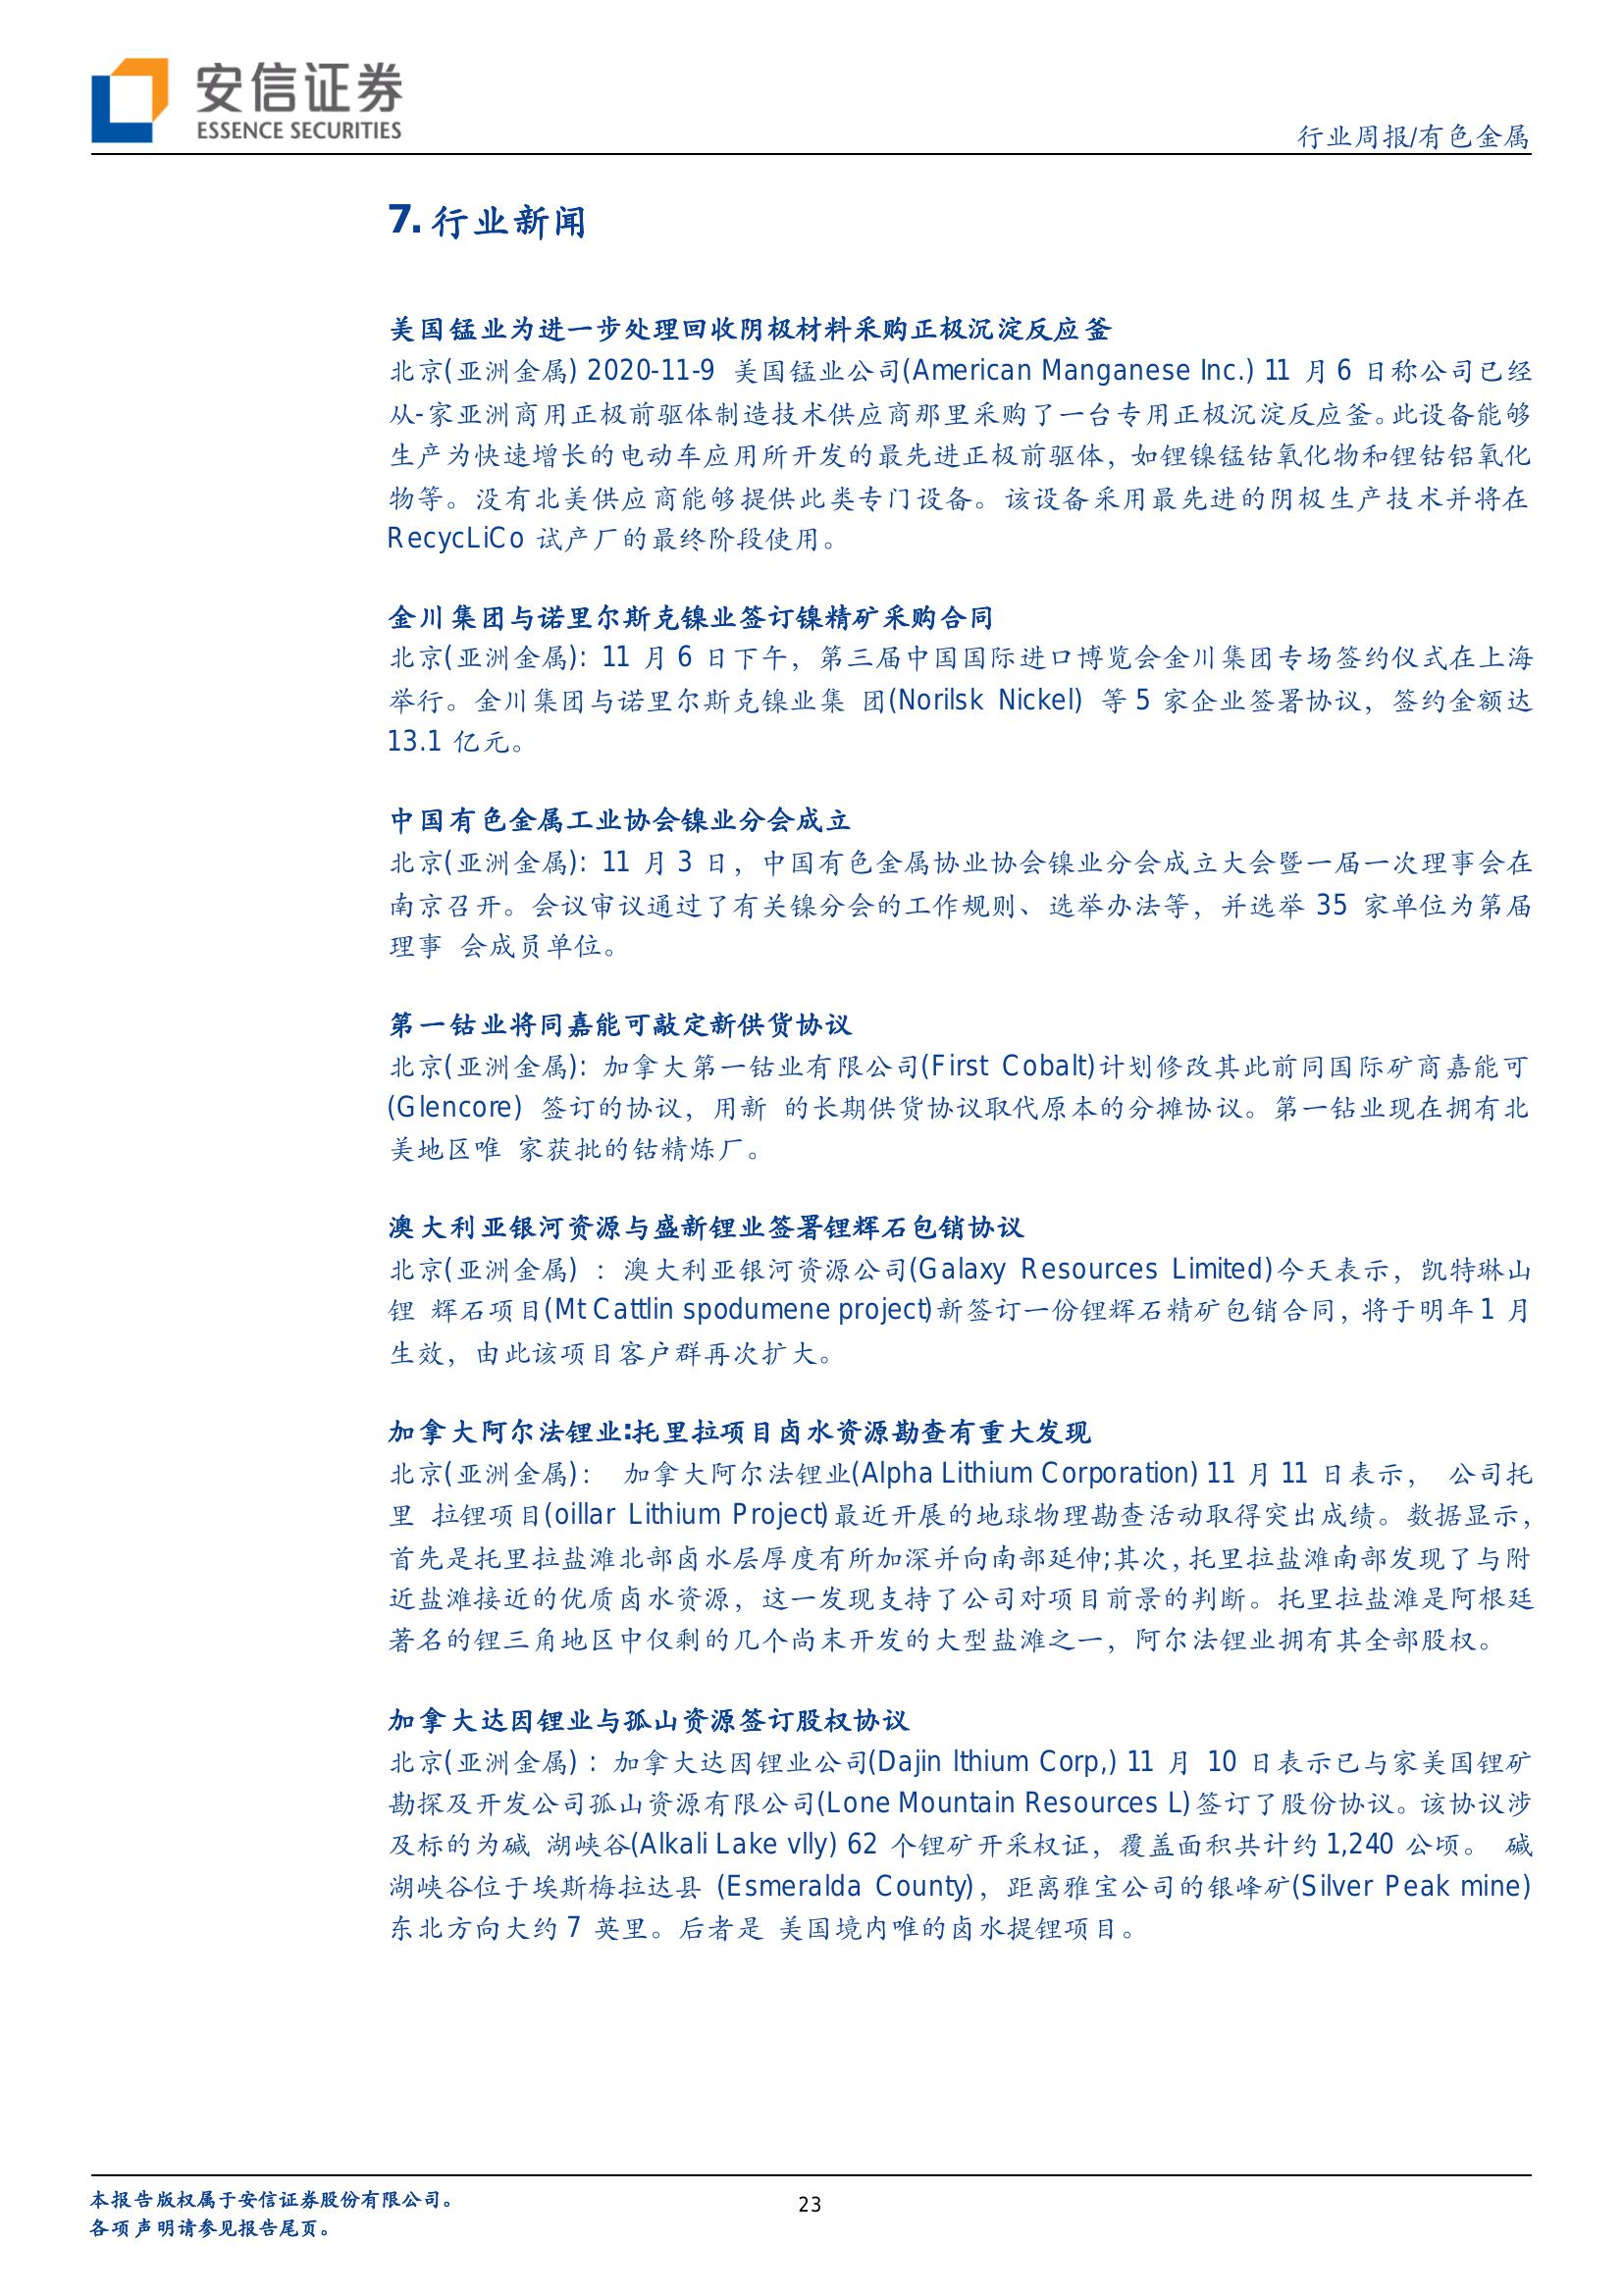 安信证券
ESSENCE SECURITIES
行业周报/有色金属
7. 行业新闻
美国锰业为进一步处理回收阴极材料采购正极沉淀反应釜
北京(亚洲金属) 2020-11-9 美国锰业公司(American Manganese Inc.) 11 月 6 日称公司已经
从-家亚洲商用正极前驱体制造技术供应商那里采购了一台专用正极沉淀反应釜。此设备能够
生产为快速增长的电动车应用所开发的最先进正极前驱体，如锂镍锰钴氧化物和锂钴铝氧化
物等。没有北美供应商能够提供此类专门设备。该设备采用最先进的阴极生产技术并将在
RecycLiCo 试产厂的最终阶段使用。
金川集团与诺里尔斯克镍业签订镍精矿采购合同
北京(亚洲金属): 11 月 6 日下午，第三届中国国际进口博览会金川集团专场签约仪式在上海
举行。金川集团与诺里尔斯克镍业集 团(Norilsk Nickel) 等 5 家企业签署协议，签约金额达
13.1 亿元。
中国有色金属工业协会镍业分会成立
北京(亚洲金属): 11 月 3 日，中国有色金属协业协会镍业分会成立大会暨一届一次理事会在
南京召开。会议审议通过了有关镍分会的工作规则、选举办法等，并选举 35 家单位为第届
理事 会成员单位。
第一钴业将同嘉能可敲定新供货协议
北京(亚洲金属): 加拿大第一钴业有限公司(First Cobalt)计划修改其此前同国际矿商嘉能可
(Glencore) 签订的协议，用新 的长期供货协议取代原本的分摊协议。第一钻业现在拥有北
美地区唯 家获批的钴精炼厂。
澳大利亚银河资源与盛新锂业签署锂辉石包销协议
北京(亚洲金属) : 澳大利亚银河资源公司(Galaxy Resources Limited)今天表示，凯特琳山
锂 辉石项目(Mt Cattlin spodumene project)新签订一份锂辉石精矿包销合同，将于明年 1 月
生效，由此该项目客户群再次扩大。
加拿大阿尔法锂业:托里拉项目卤水资源勘查有重大发现
北京(亚洲金属): 加拿大阿尔法锂业(Alpha Lithium Corporation) 11 月 11 日表示， 公司托
里 拉锂项目(oillar Lithium Project)最近开展的地球物理勘查活动取得突出成绩。数据显示，
首先是托里拉盐滩北部卤水层厚度有所加深并向南部延伸;其次，托里拉盐滩南部发现了与附
近盐滩接近的优质卤水资源，这一发现支持了公司对项目前景的判断。托里拉盐滩是阿根廷
著名的锂三角地区中仅剩的几个尚末开发的大型盐滩之一，阿尔法锂业拥有其全部股权。
加拿大达因锂业与孤山资源签订股权协议
北京(亚洲金属) : 加拿大达因锂业公司(Dajin lthium Corp,) 11 月 10 日表示已与家美国锂矿
勘探及开发公司孤山资源有限公司(Lone Mountain Resources L)签订了股份协议。该协议涉
及标的为碱 湖峡谷(Alkali Lake vlly) 62 个锂矿开采权证，覆盖面积共计约 1,240 公顷。 碱
湖峡谷位于埃斯梅拉达县 (Esmeralda County)，距离雅宝公司的银峰矿(Silver Peak mine)
东北方向大约 7 英里。后者是 美国境内唯的卤水提锂项目。
本报告版权属于安信证券股份有限公司。
23
各项声明请参见报告尾页。